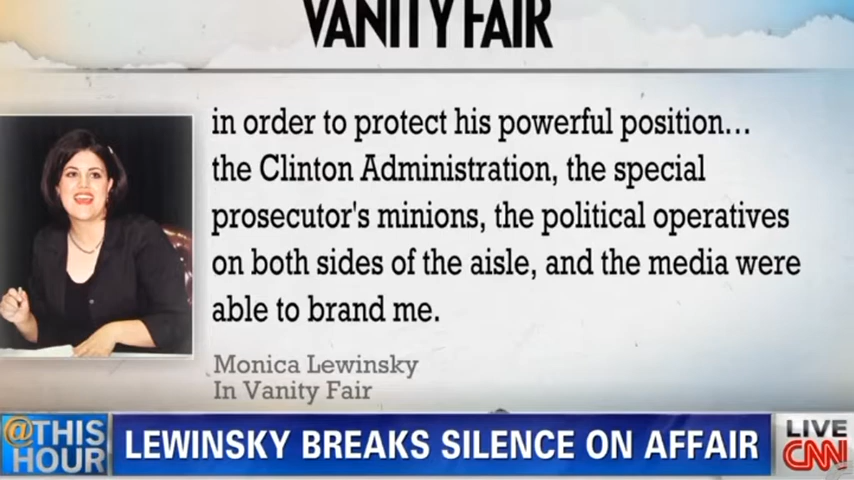 VANITY FAIR
in order to protect his powerful position...
the Clinton Administration, the special
prosecutor's minions, the political operatives
on both sides of the aisle, and the media were
able to brand me.
Monica Lewinsky
In Vanity Fair
@THIS
HOUR
LEWINSKY BREAKS SILENCE ON AFFAIR
LIVE
CNN